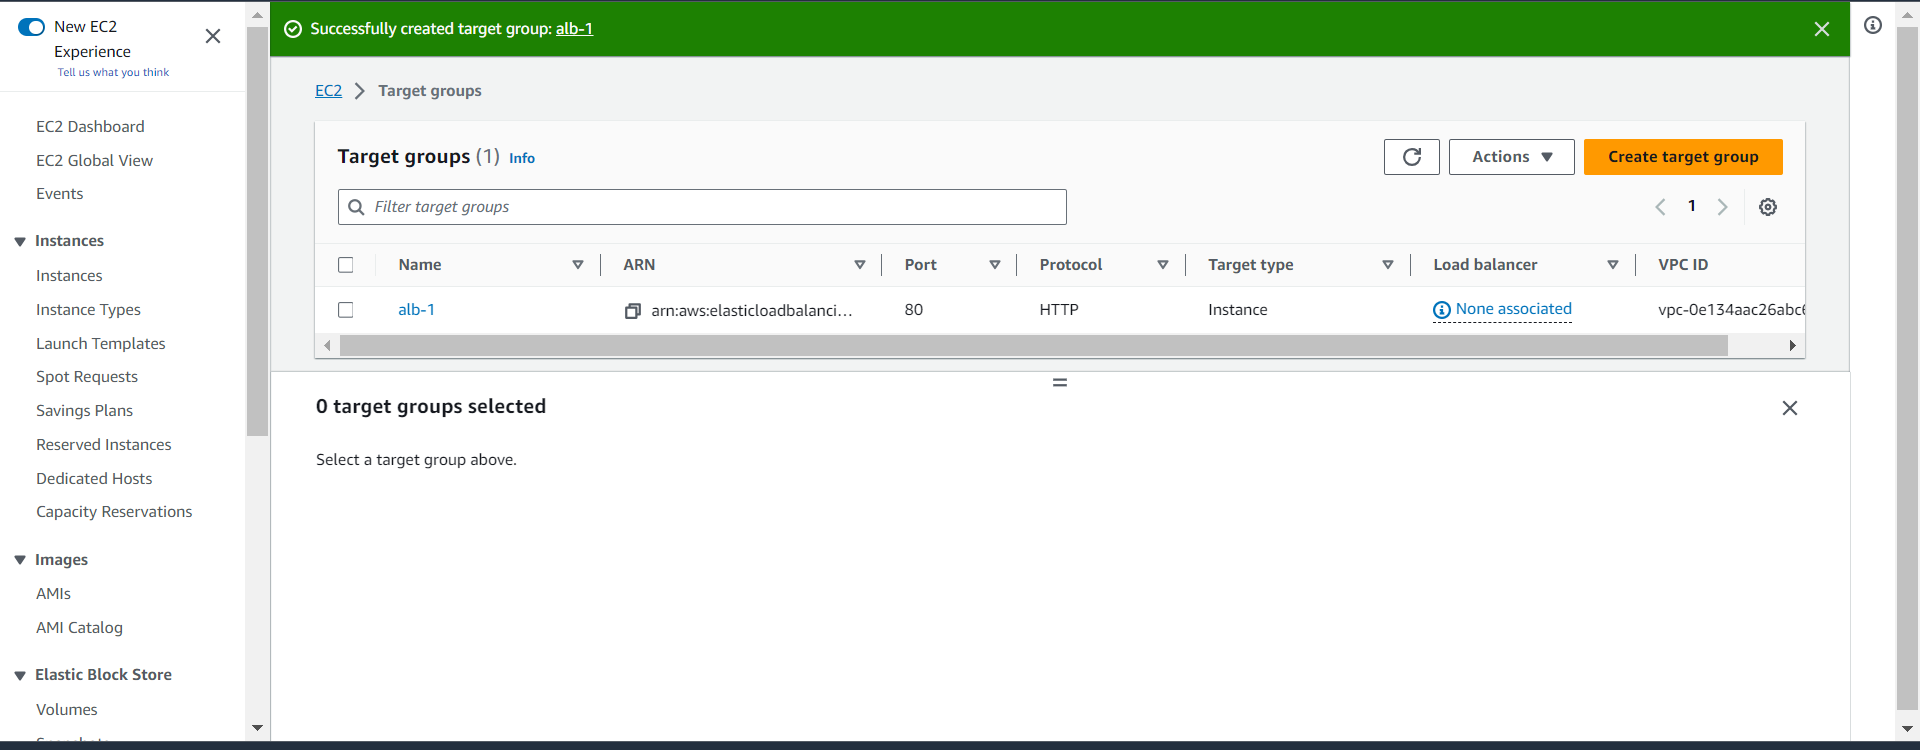 New EC2
Experience
Tell us what you think
EC2 Dashboard
EC2 Global View
Events
Instances
Instances
Instance Types
Launch Templates
Spot Requests
Savings Plans
Reserved Instances
Dedicated Hosts
Capacity Reservations
Images
AMIs
AMI Catalog
Elastic Block Store
Volumes
Successfully created target group: alb-1
EC2 Target groups
Target groups (1) Info
Actions
Create target group
Filter target groups
1
Name ARN Port Protocol Target type Load balancer VPC ID
alb-1 arn:aws:elasticloadbalanci... 80 HTTP Instance None associated vpc-0e134aac26abc
0 target groups selected
Select a target group above.